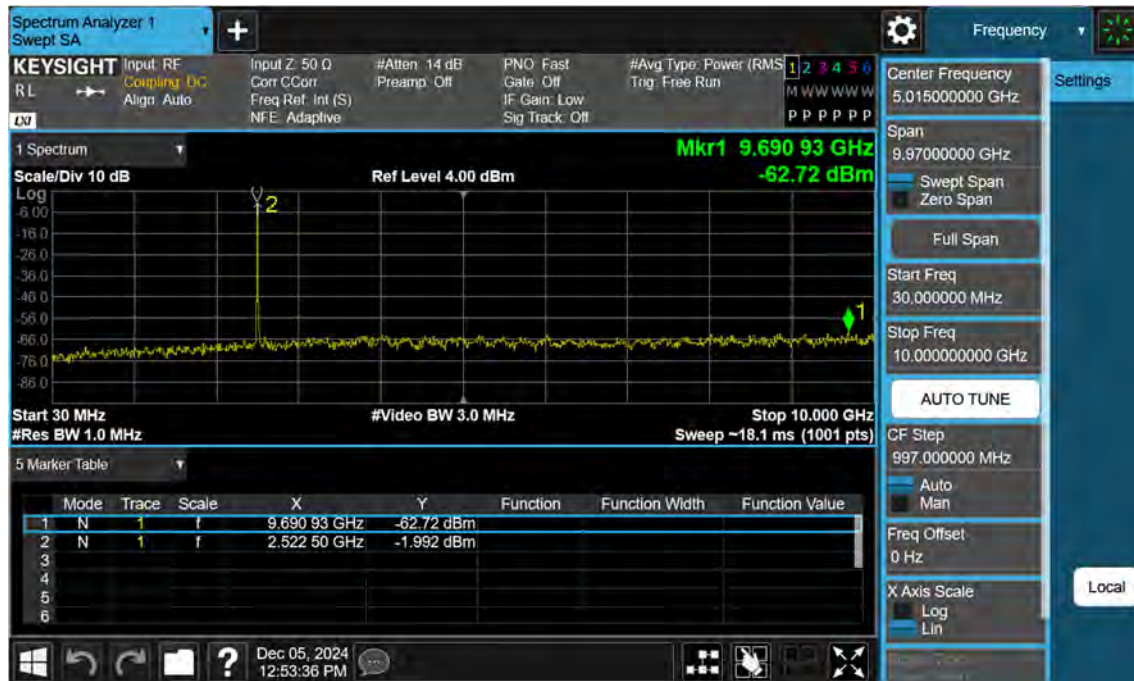 Spectrum Analyzer 1
Swept SA
+
Frequency
KEYSIGHT
RL
LXI
Input: RF
Coupling: DC
Align: Auto
Input Z: 50 Ω
Corr CCorr
Freq Ref: Int (S)
NFE: Adaptive
#Atten: 14 dB
Preamp: Off
PNO: Fast
Gate: Off
IF Gain: Low
Sig Track: Off
#Avg Type: Power (RMS
Trig: Free Run
1 2 3 4 5 6
M W W W W W
P P P P P P
1 Spectrum
Scale/Div 10 dB
Ref Level 4.00 dBm
Mkr1 9.690 93 GHz
-62.72 dBm
Log
-6.00
-16.0
-26.0
-36.0
-46.0
-56.0
-66.0
-76.0
-86.0
2
1
Start 30 MHz
#Video BW 3.0 MHz
Stop 10.000 GHz
#Res BW 1.0 MHz
Sweep ~18.1 ms (1001 pts)
5 Marker Table
Mode Trace Scale X Y Function Function Width Function Value
1 N 1 f 9.690 93 GHz -62.72 dBm
2 N 1 f 2.522 50 GHz -1.992 dBm
3
4
5
6
Center Frequency
5.015000000 GHz
Span
9.97000000 GHz
Swept Span
Zero Span
Full Span
Start Freq
30.000000 MHz
Stop Freq
10.000000000 GHz
AUTO TUNE
CF Step
997.000000 MHz
Auto
Man
Freq Offset
0 Hz
X Axis Scale
Log
Lin
Settings
Local
?
Dec 05, 2024
12:53:36 PM